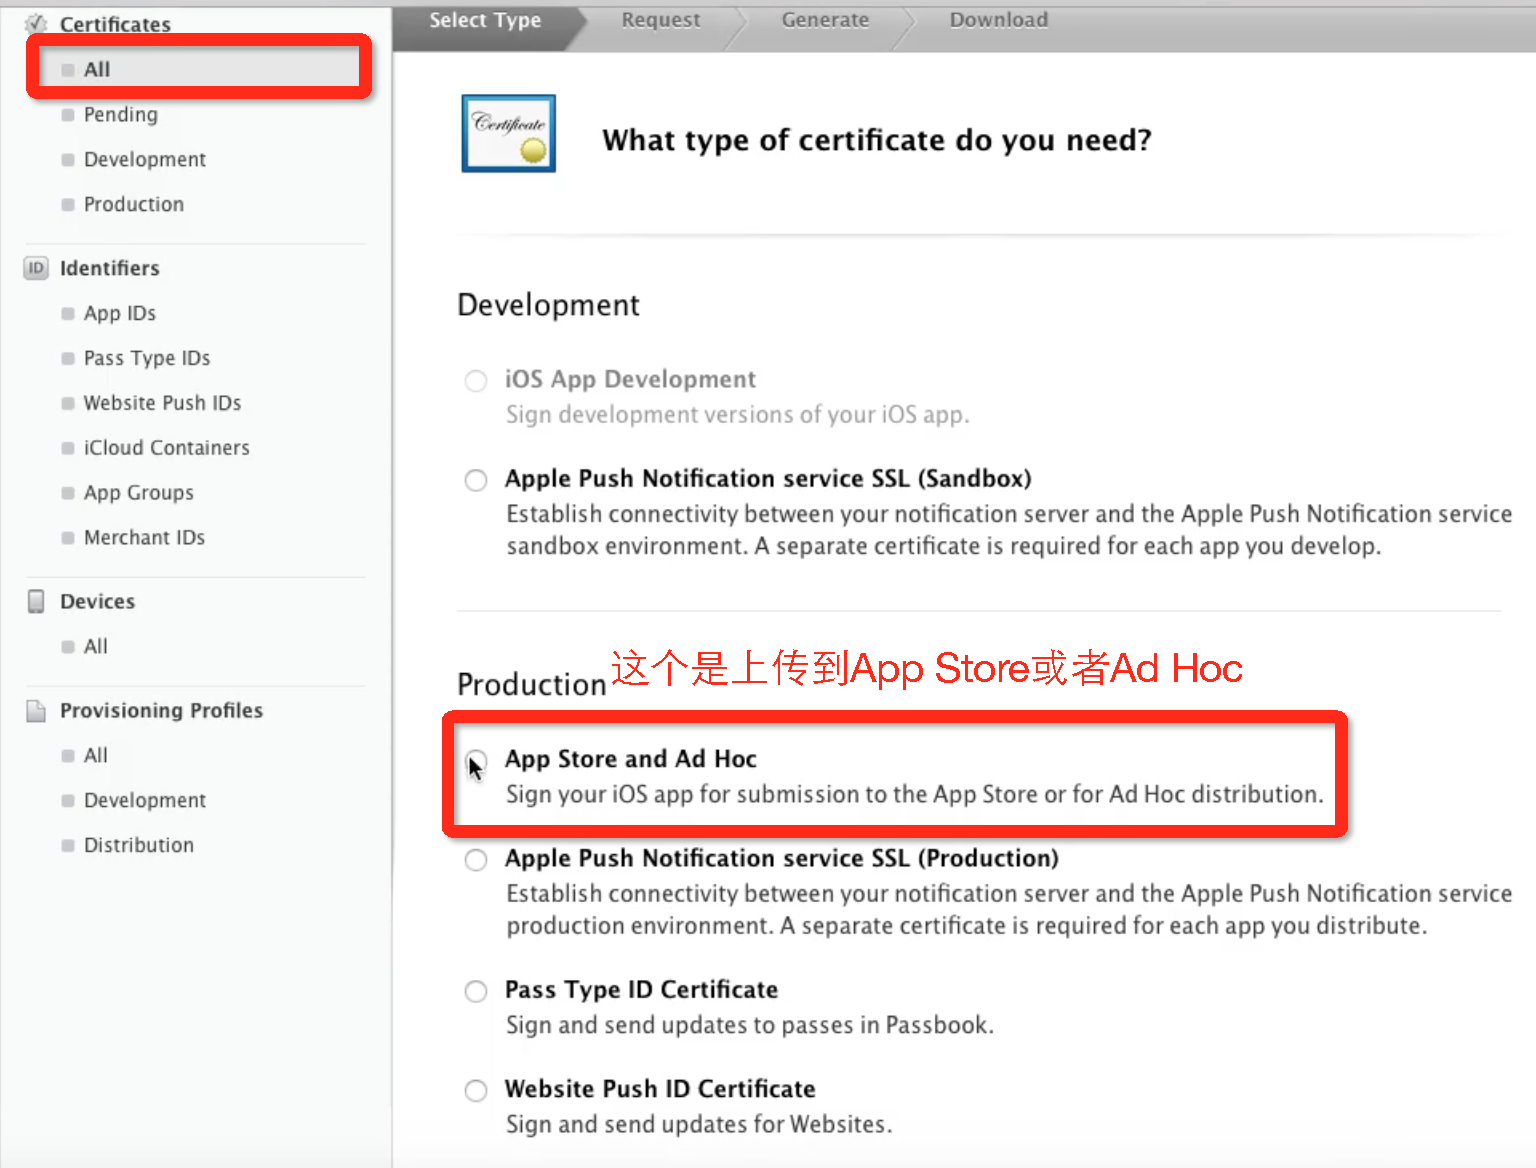 Certificates
All
Pending
Development
Production
ID Identifiers
App IDs
Pass Type IDs
Website Push IDs
iCloud Containers
App Groups
Merchant IDs
Devices
All
Provisioning Profiles
All
Development
Distribution
Select Type Request Generate Download
Certificate
What type of certificate do you need?
Development
iOS App Development
Sign development versions of your iOS app.
Apple Push Notification service SSL (Sandbox)
Establish connectivity between your notification server and the Apple Push Notification service
sandbox environment. A separate certificate is required for each app you develop.
Production 这个是上传到App Store或者Ad Hoc
App Store and Ad Hoc
Sign your iOS app for submission to the App Store or for Ad Hoc distribution.
Apple Push Notification service SSL (Production)
Establish connectivity between your notification server and the Apple Push Notification service
production environment. A separate certificate is required for each app you distribute.
Pass Type ID Certificate
Sign and send updates to passes in Passbook.
Website Push ID Certificate
Sign and send updates for Websites.